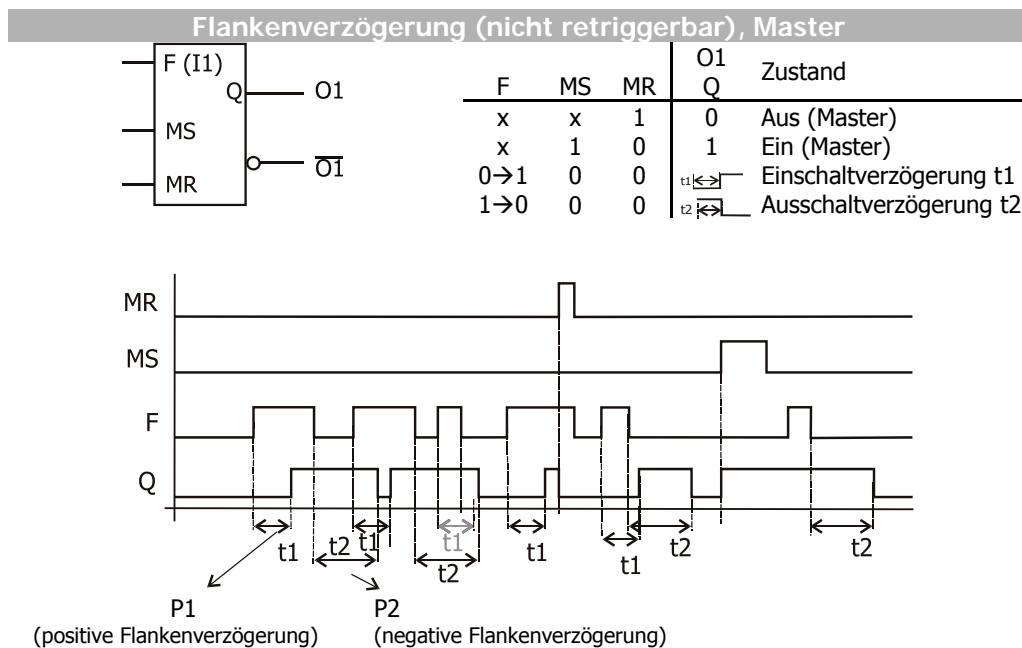 Flankenverzögerung (nicht retriggerbar), Master
F (I1)
Q
O1
MS
O1
MR
O1
F MS MR Q Zustand
x x 1 0 Aus (Master)
x 1 0 1 Ein (Master)
0→1 0 0 t1 Einschaltverzögerung t1
1→0 0 0 t2 Ausschaltverzögerung t2
MR
MS
F
Q
t1 t2 t1 t1 t2 t1 t1 t2 t2
P1 P2
(positive Flankenverzögerung) (negative Flankenverzögerung)